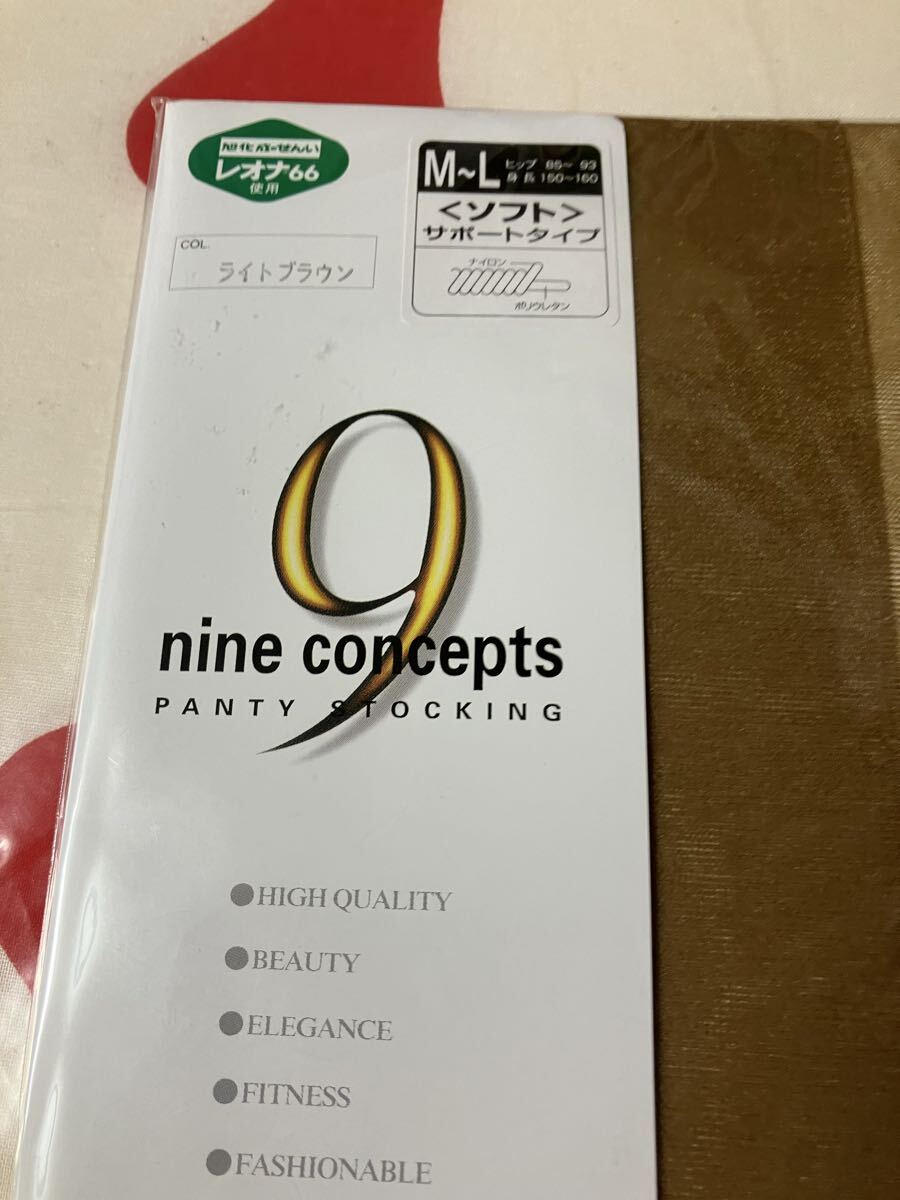 旭化成せんい
レオナ66
使用
M~L
ヒップ 85~ 93
身長 150~160
<ソフト>
サポートタイプ
ナイロン
ポリウレタン
COL.
ライトブラウン
9
nine concepts
PANTY STOCKING
●HIGH QUALITY
●BEAUTY
●ELEGANCE
●FITNESS
●FASHIONABLE